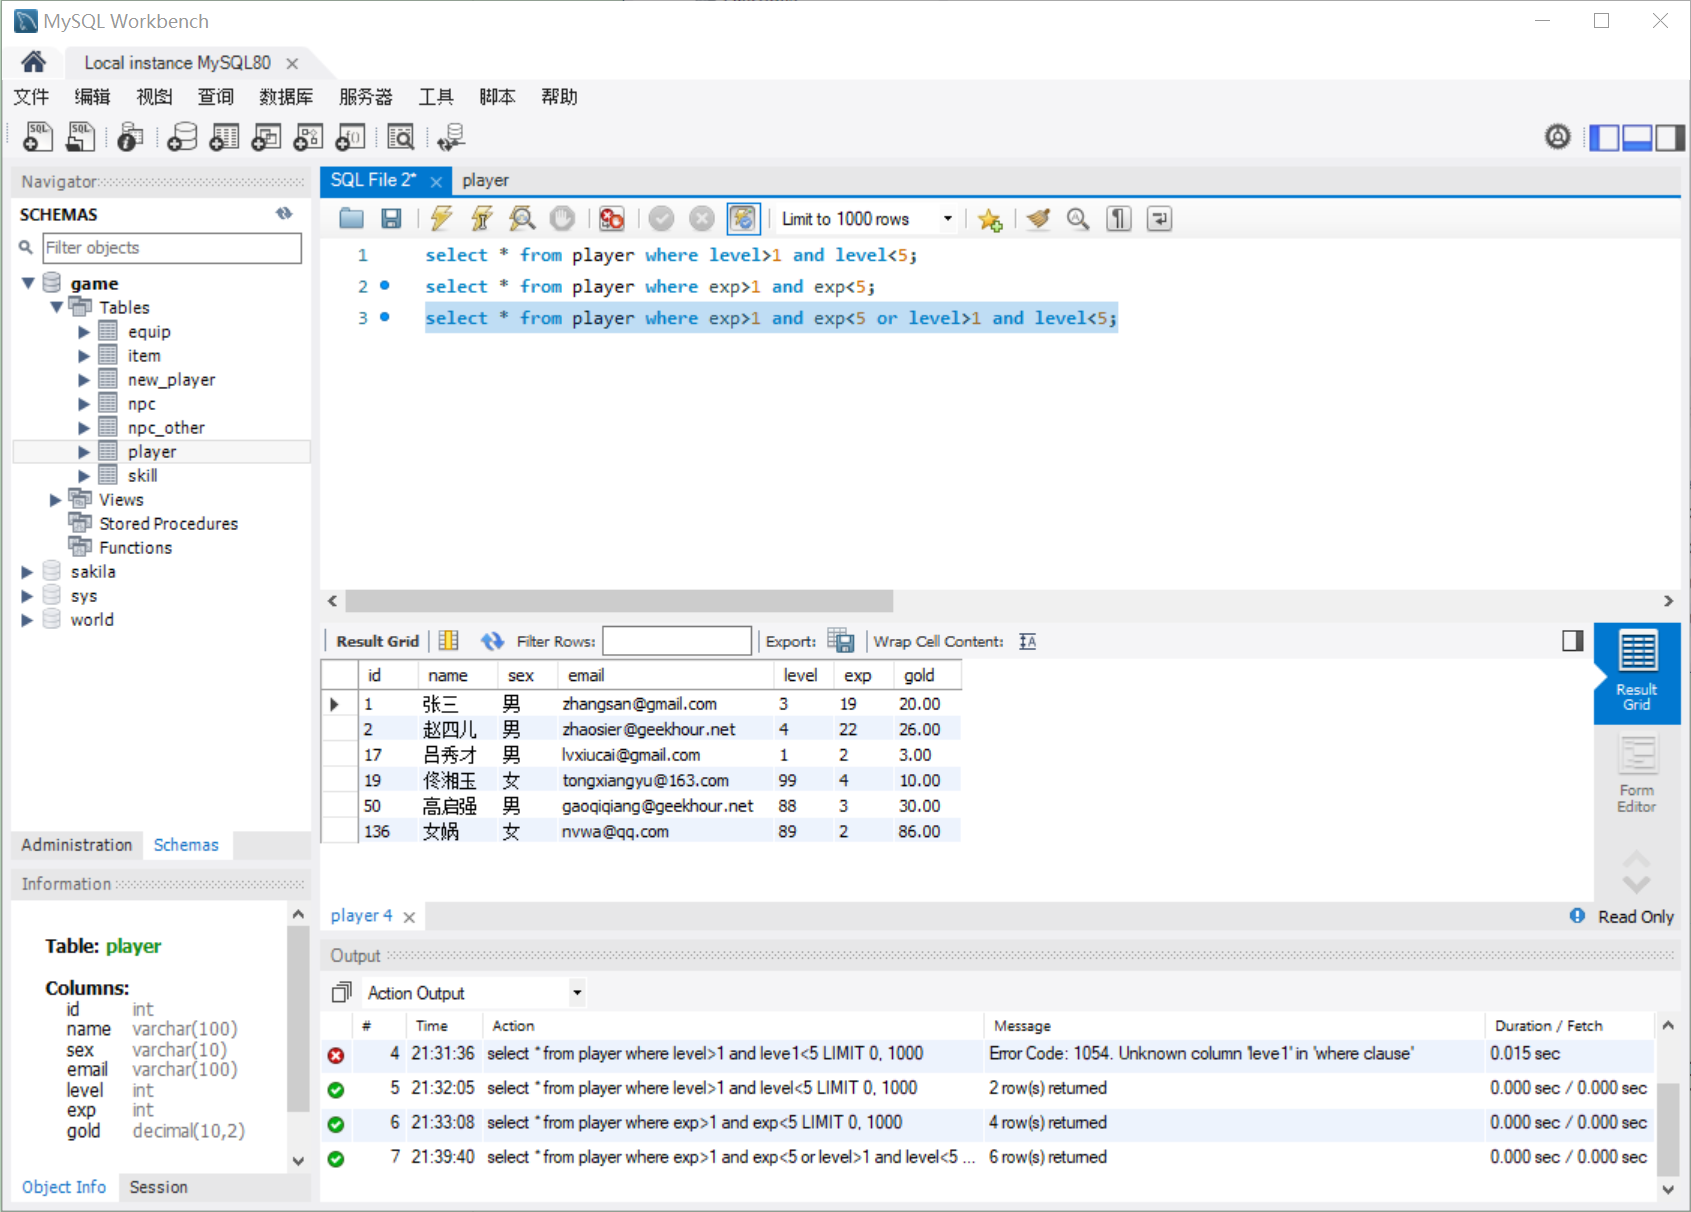 MySQL Workbench
Local instance MySQL80
文件 编辑 视图 查询 数据库 服务器 工具 脚本 帮助
Navigator
SCHEMAS
Filter objects
game
Tables
equip
item
new_player
npc
npc_other
player
skill
Views
Stored Procedures
Functions
sakila
sys
world
Administration Schemas
Information
Table: player
Columns:
id int
name varchar(100)
sex varchar(10)
email varchar(100)
level int
exp int
gold decimal(10,2)
Object Info Session
SQL File 2* player
Limit to 1000 rows
1 select * from player where level>1 and level<5;
2 select * from player where exp>1 and exp<5;
3 select * from player where exp>1 and exp<5 or level>1 and level<5;
Result Grid Filter Rows: Export: Wrap Cell Content:
id name sex email level exp gold
1 张三 男 zhangsan@gmail.com 3 19 20.00
2 赵四儿 男 zhaosier@geekhour.net 4 22 26.00
17 吕秀才 男 lvxiucai@gmail.com 1 2 3.00
19 佟湘玉 女 tongxiangyu@163.com 99 4 10.00
50 高启强 男 gaoqiqiang@geekhour.net 88 3 30.00
136 女娲 女 nvwa@qq.com 89 2 86.00
Result
Grid
Form
Editor
player 4
Read Only
Output
Action Output
# Time Action Message Duration / Fetch
4 21:31:36 select * from player where level>1 and leve1<5 LIMIT 0, 1000 Error Code: 1054. Unknown column 'leve1' in 'where clause' 0.015 sec
5 21:32:05 select * from player where level>1 and level<5 LIMIT 0, 1000 2 row(s) returned 0.000 sec / 0.000 sec
6 21:33:08 select * from player where exp>1 and exp<5 LIMIT 0, 1000 4 row(s) returned 0.000 sec / 0.000 sec
7 21:39:40 select * from player where exp>1 and exp<5 or level>1 and level<5 ... 6 row(s) returned 0.000 sec / 0.000 sec